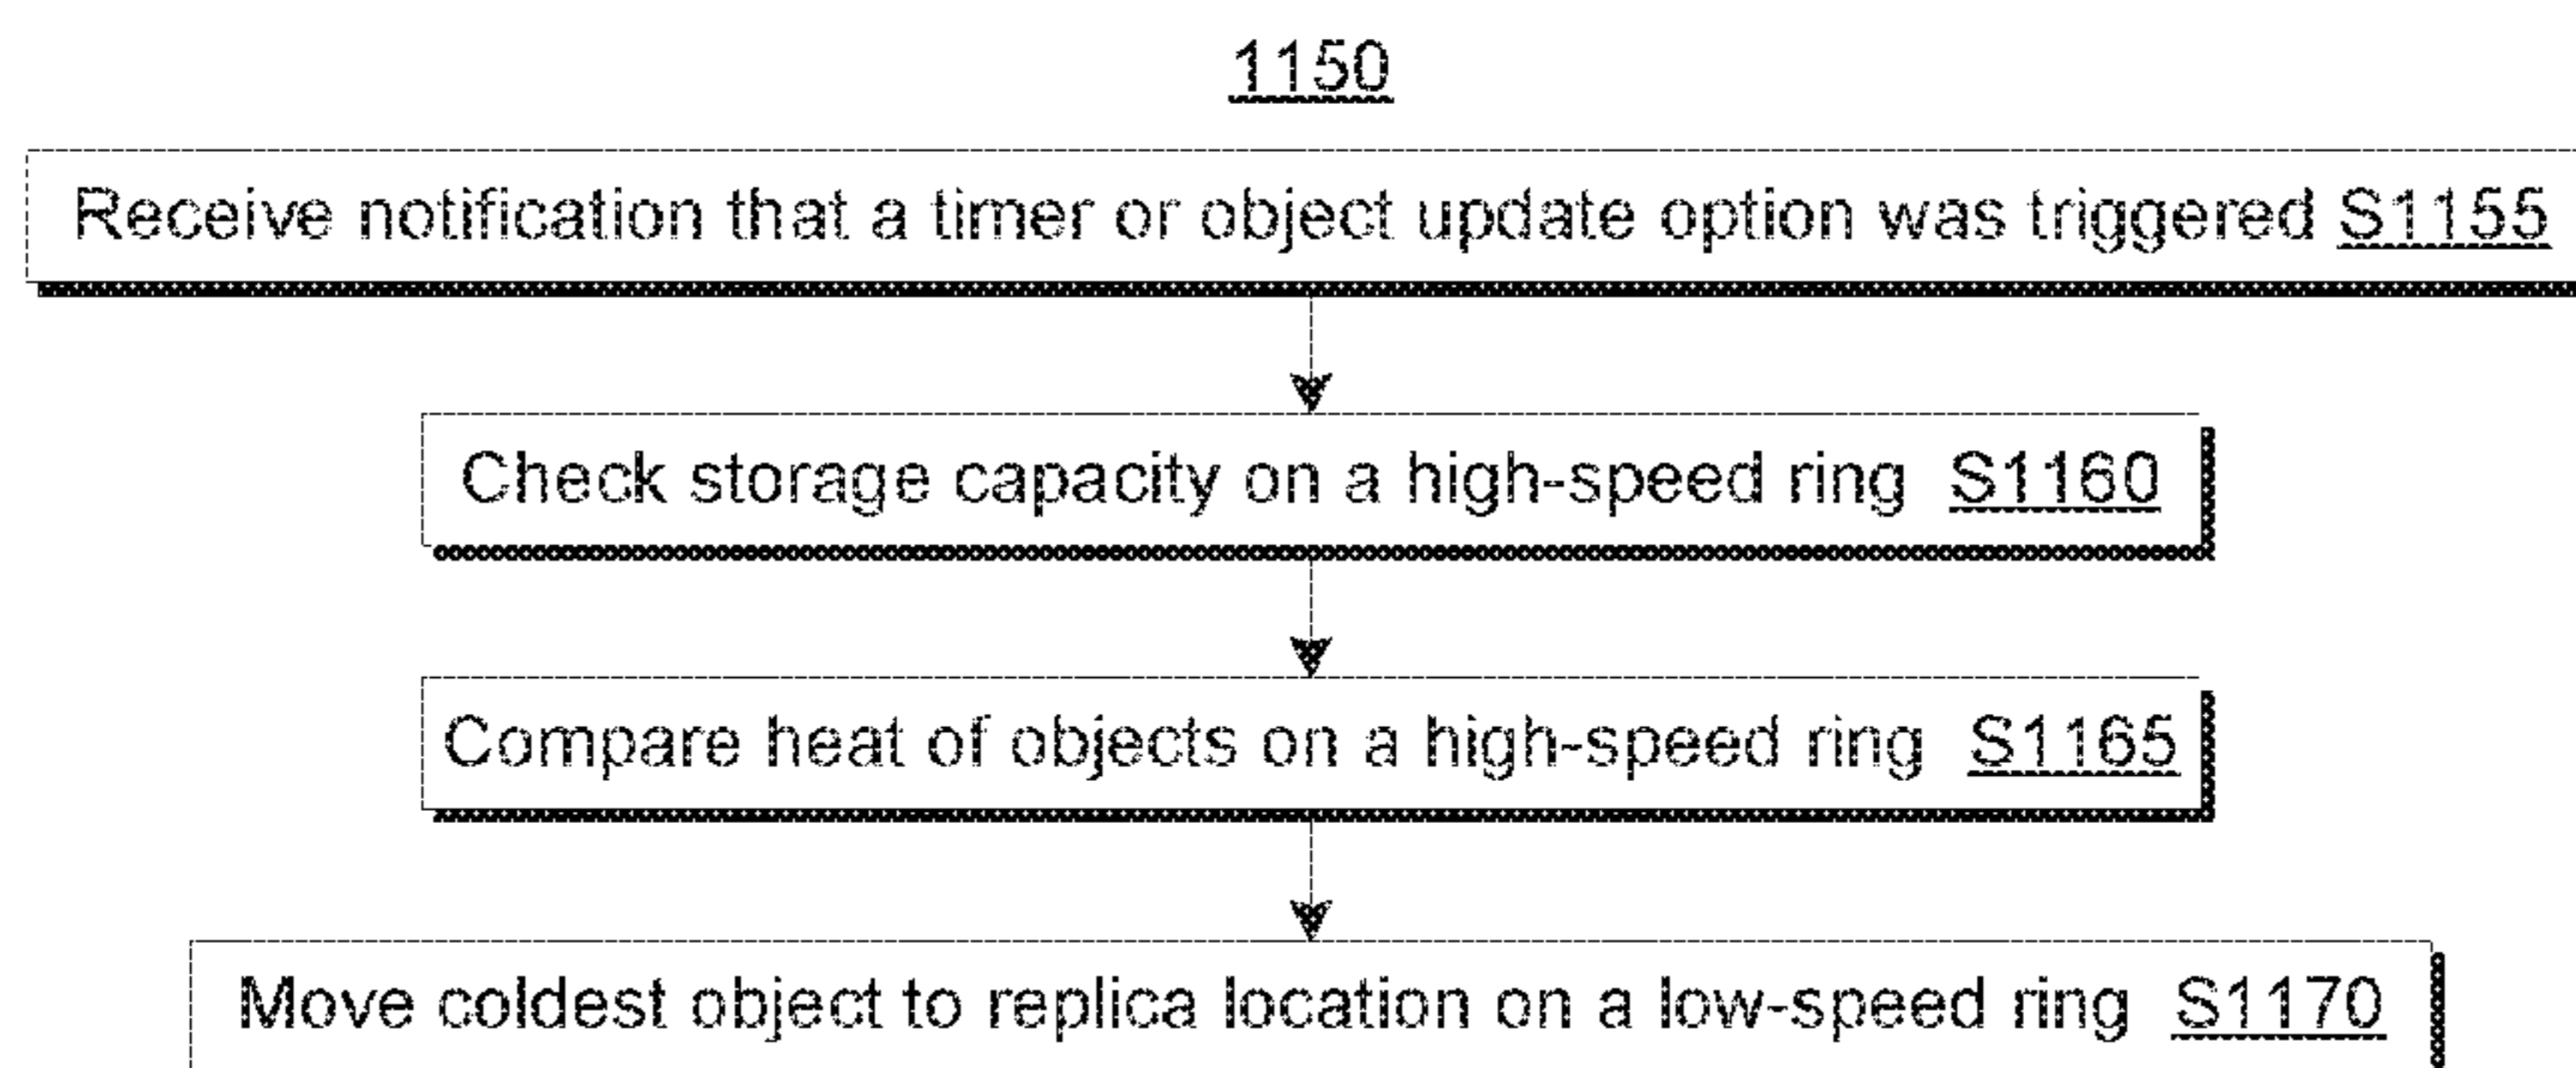 1150
Receive notification that a timer or object update option was triggered S1155
Check storage capacity on a high-speed ring S1160
Compare heat of objects on a high-speed ring S1165
Move coldest object to replica location on a low-speed ring S1170